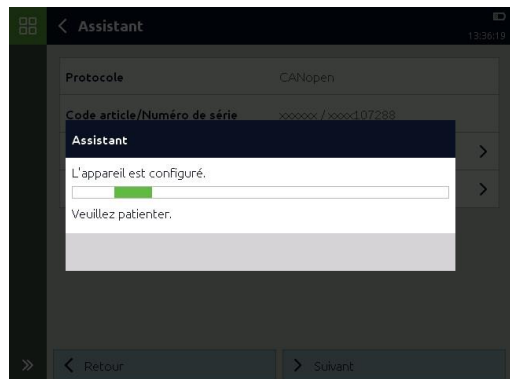 Assistant
13:36:19
Protocole CANopen
Code article/Numéro de série xxxxxx / xxxx107288
Assistant
L'appareil est configuré.
Veuillez patienter.
Retour
Suivant